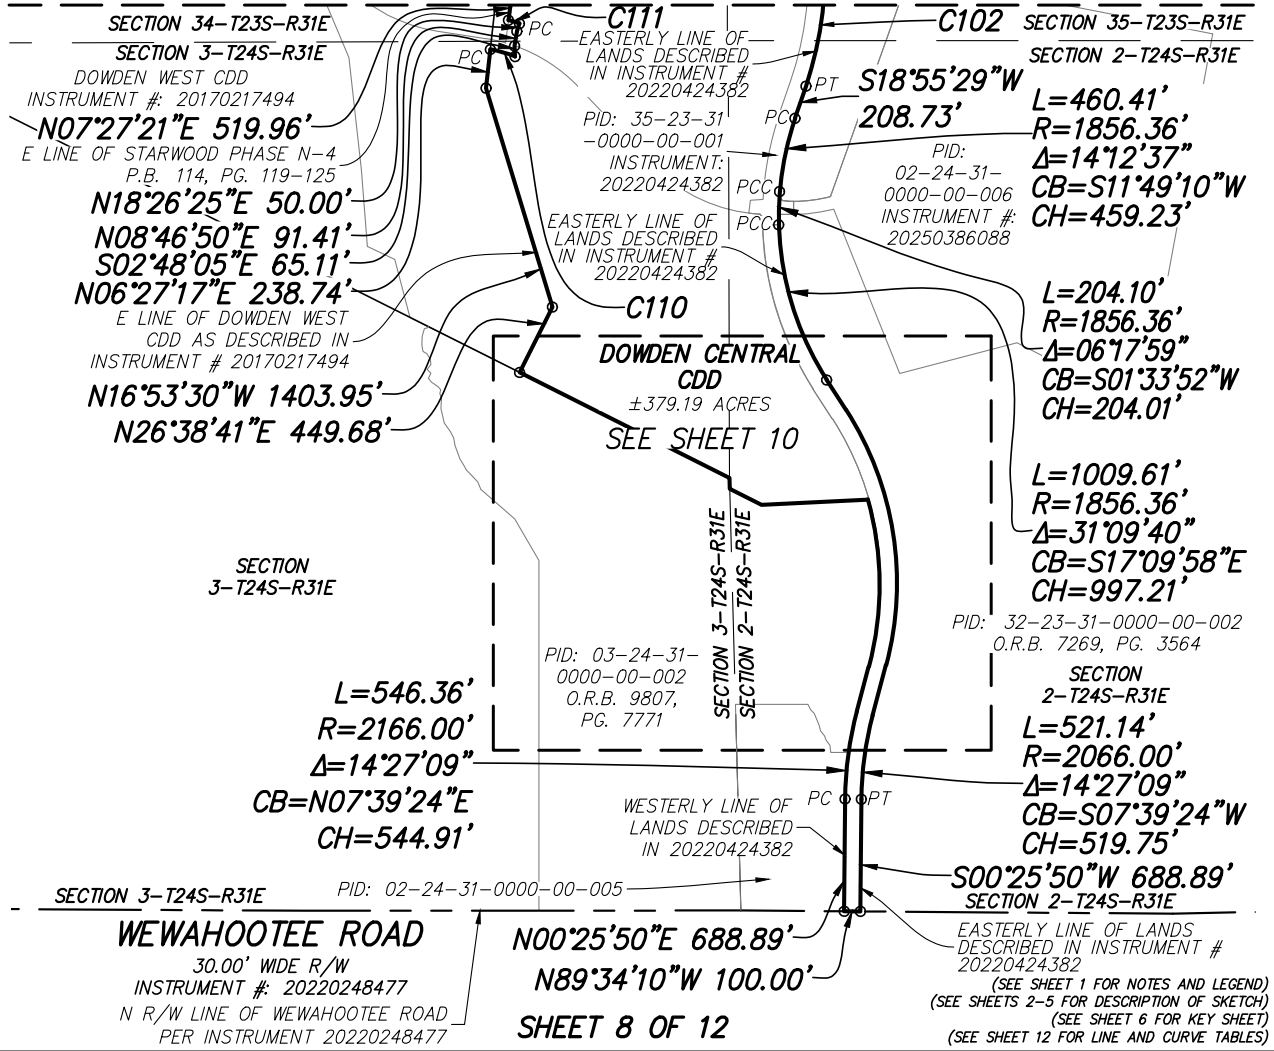 SECTION 34-T23S-R31E
SECTION 3-T24S-R31E
DOWDEN WEST CDD
INSTRUMENT #: 20170217494
N07°27'21"E 519.96'
E LINE OF STARWOOD PHASE N-4
P.B. 114, PG. 119-125
N18°26'25"E 50.00'
N08°46'50"E 91.41'
S02°48'05"E 65.11'
N06°27'17"E 238.74'
E LINE OF DOWDEN WEST
CDD AS DESCRIBED IN
INSTRUMENT # 20170217494
N16°53'30"W 1403.95'
N26°38'41"E 449.68'
PC
PC
C111
EASTERLY LINE OF
LANDS DESCRIBED
IN INSTRUMENT #
20220424382
PID: 35-23-31
-0000-00-001
INSTRUMENT:
20220424382
EASTERLY LINE OF
LANDS DESCRIBED
IN INSTRUMENT #
20220424382
C110
C102
SECTION 35-T23S-R31E
SECTION 2-T24S-R31E
PT
PC
PCC
PCC
S18°55'29"W
208.73'
PID:
02-24-31-
0000-00-006
INSTRUMENT #:
20250386088
L=460.41'
R=1856.36'
Δ=14°12'37"
CB=S11°49'10"W
CH=459.23'
L=204.10'
R=1856.36'
Δ=06°17'59"
CB=S01°33'52"W
CH=204.01'
DOWDEN CENTRAL
CDD
±379.19 ACRES
SEE SHEET 10
L=1009.61'
R=1856.36'
Δ=31°09'40"
CB=S17°09'58"E
CH=997.21'
SECTION
3-T24S-R31E
SECTION 3-T24S-R31E
SECTION 2-T24S-R31E
PID: 32-23-31-0000-00-002
O.R.B. 7269, PG. 3564
SECTION
2-T24S-R31E
PID: 03-24-31-
0000-00-002
O.R.B. 9807,
PG. 7771
L=546.36'
R=2166.00'
Δ=14°27'09"
CB=N07°39'24"E
CH=544.91'
L=521.14'
R=2066.00'
Δ=14°27'09"
CB=S07°39'24"W
CH=519.75'
PC
PT
WESTERLY LINE OF
LANDS DESCRIBED
IN 20220424382
S00°25'50"W 688.89'
SECTION 2-T24S-R31E
SECTION 3-T24S-R31E
PID: 02-24-31-0000-00-005
WEWAHOOTEE ROAD
30.00' WIDE R/W
INSTRUMENT #: 20220248477
N R/W LINE OF WEWAHOOTEE ROAD
PER INSTRUMENT 20220248477
N00°25'50"E 688.89'
N89°34'10"W 100.00'
SHEET 8 OF 12
EASTERLY LINE OF LANDS
DESCRIBED IN INSTRUMENT #
20220424382
(SEE SHEET 1 FOR NOTES AND LEGEND)
(SEE SHEETS 2-5 FOR DESCRIPTION OF SKETCH)
(SEE SHEET 6 FOR KEY SHEET)
(SEE SHEET 12 FOR LINE AND CURVE TABLES)